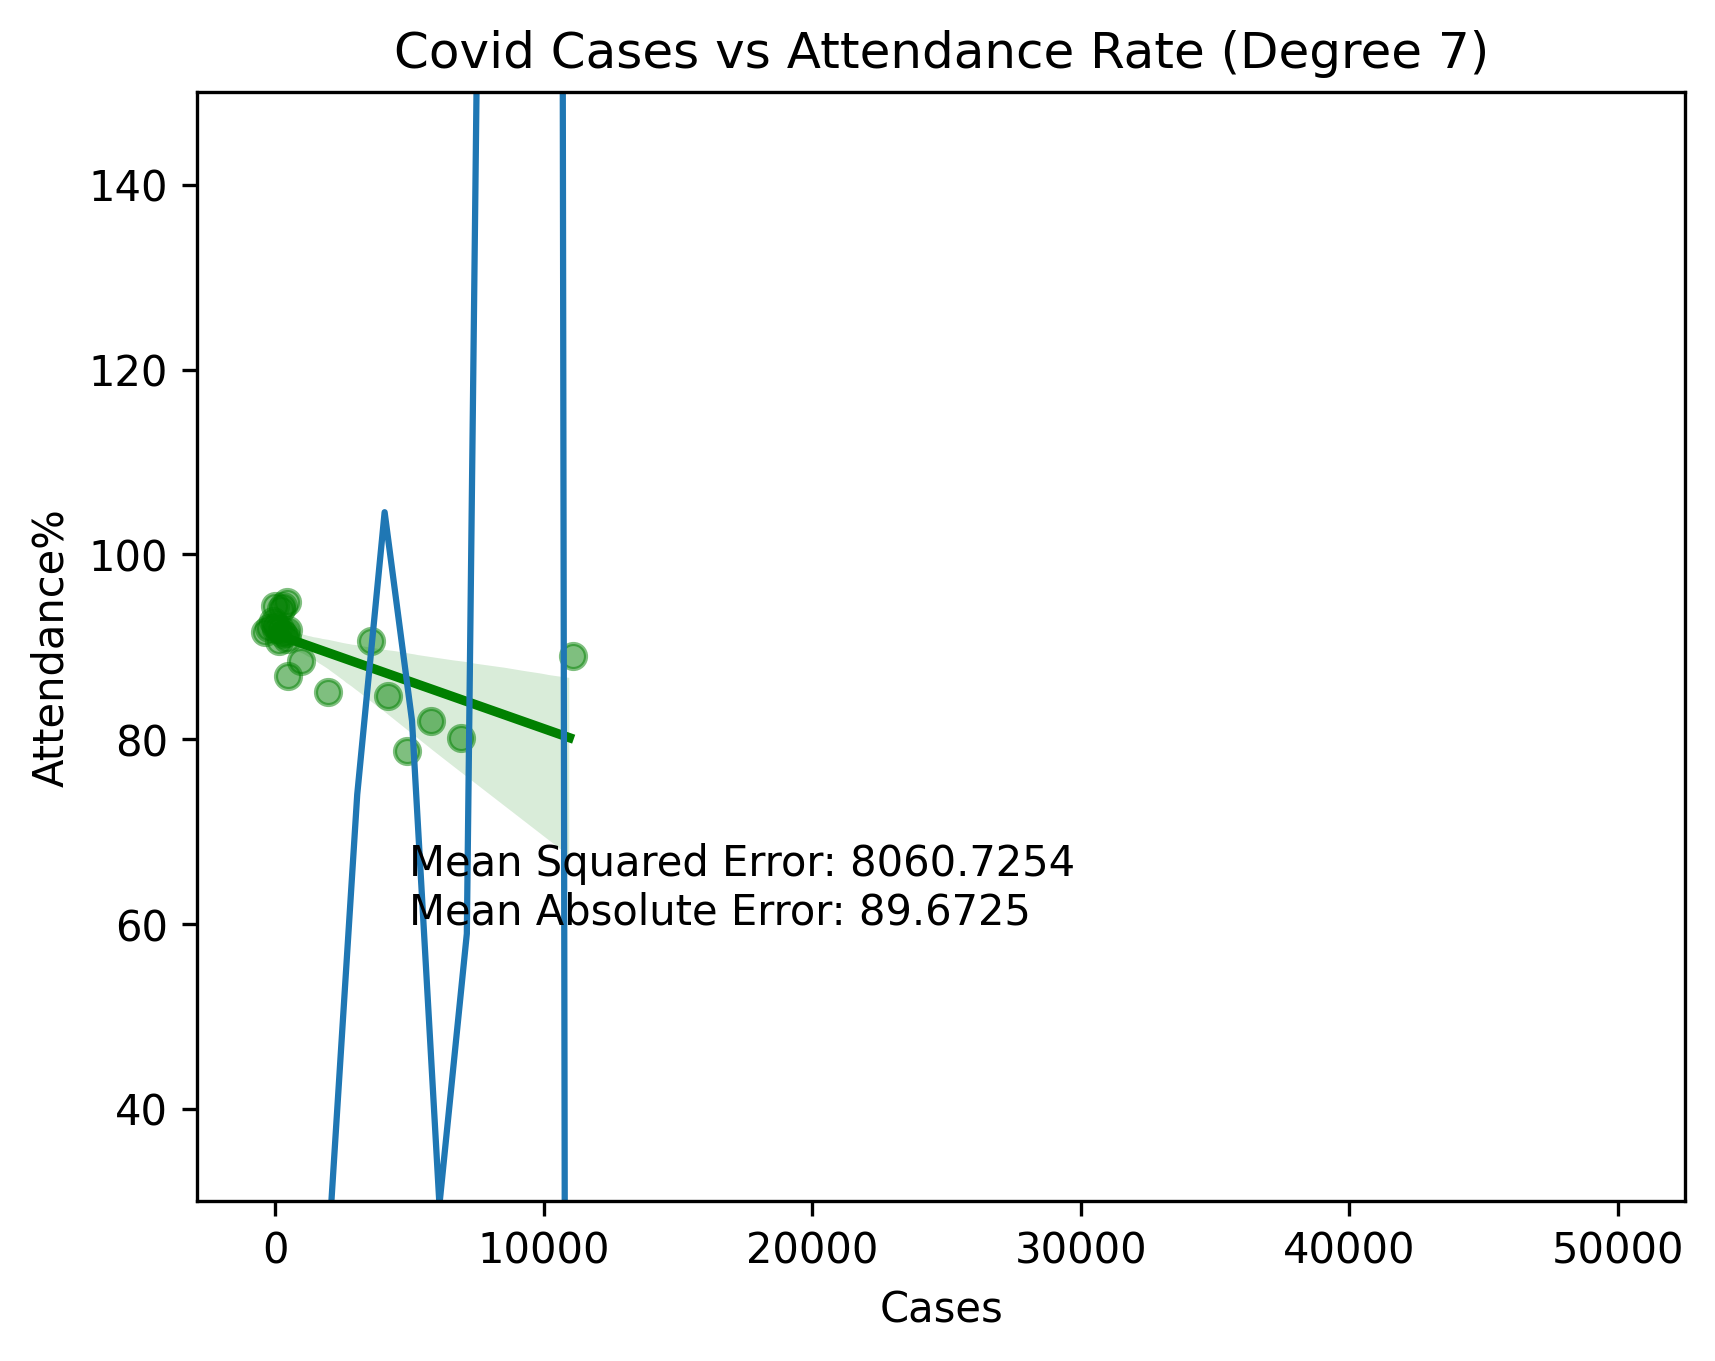 Covid Cases vs Attendance Rate (Degree 7)
140
120
100
80
60
40
Attendance%
Mean Squared Error: 8060.7254
Mean Absolute Error: 89.6725
0 10000 20000 30000 40000 50000
Cases